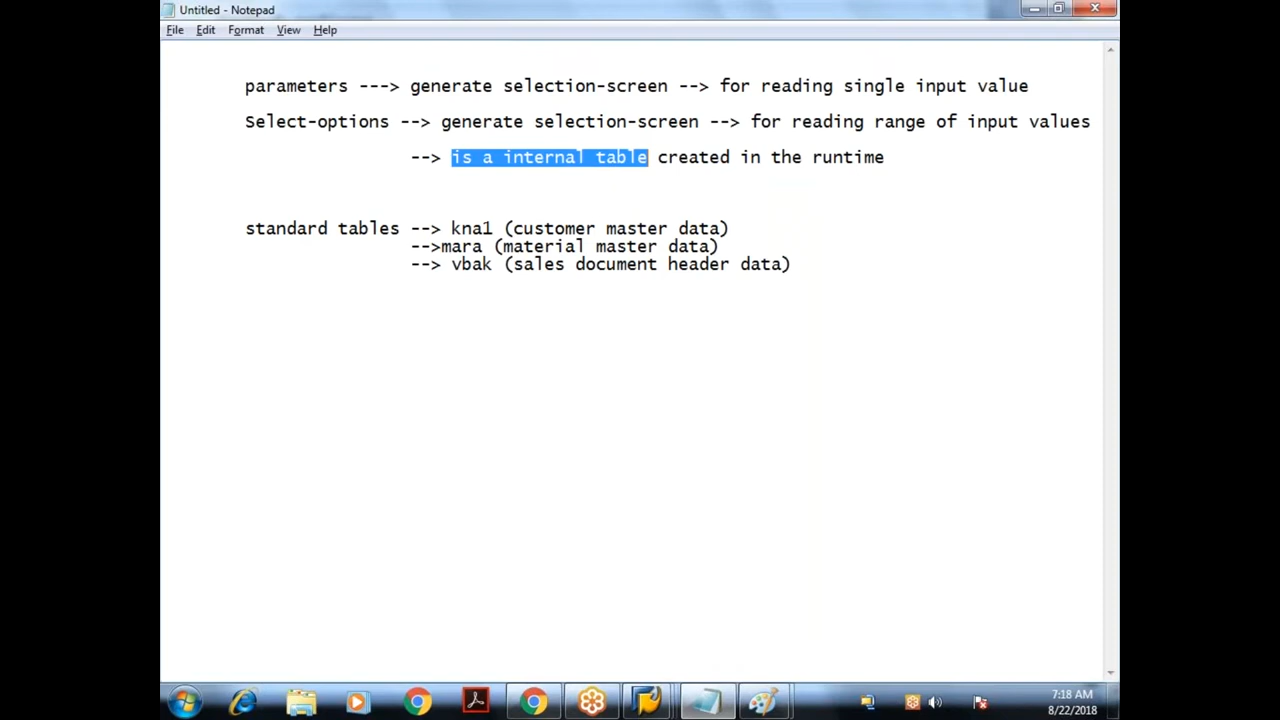 Untitled - Notepad
File Edit Format View Help
parameters ---> generate selection-screen --> for reading single input value
Select-options --> generate selection-screen --> for reading range of input values
--> is a internal table created in the runtime
standard tables --> kna1 (customer master data)
-->mara (material master data)
--> vbak (sales document header data)
7:18 AM
8/22/2018